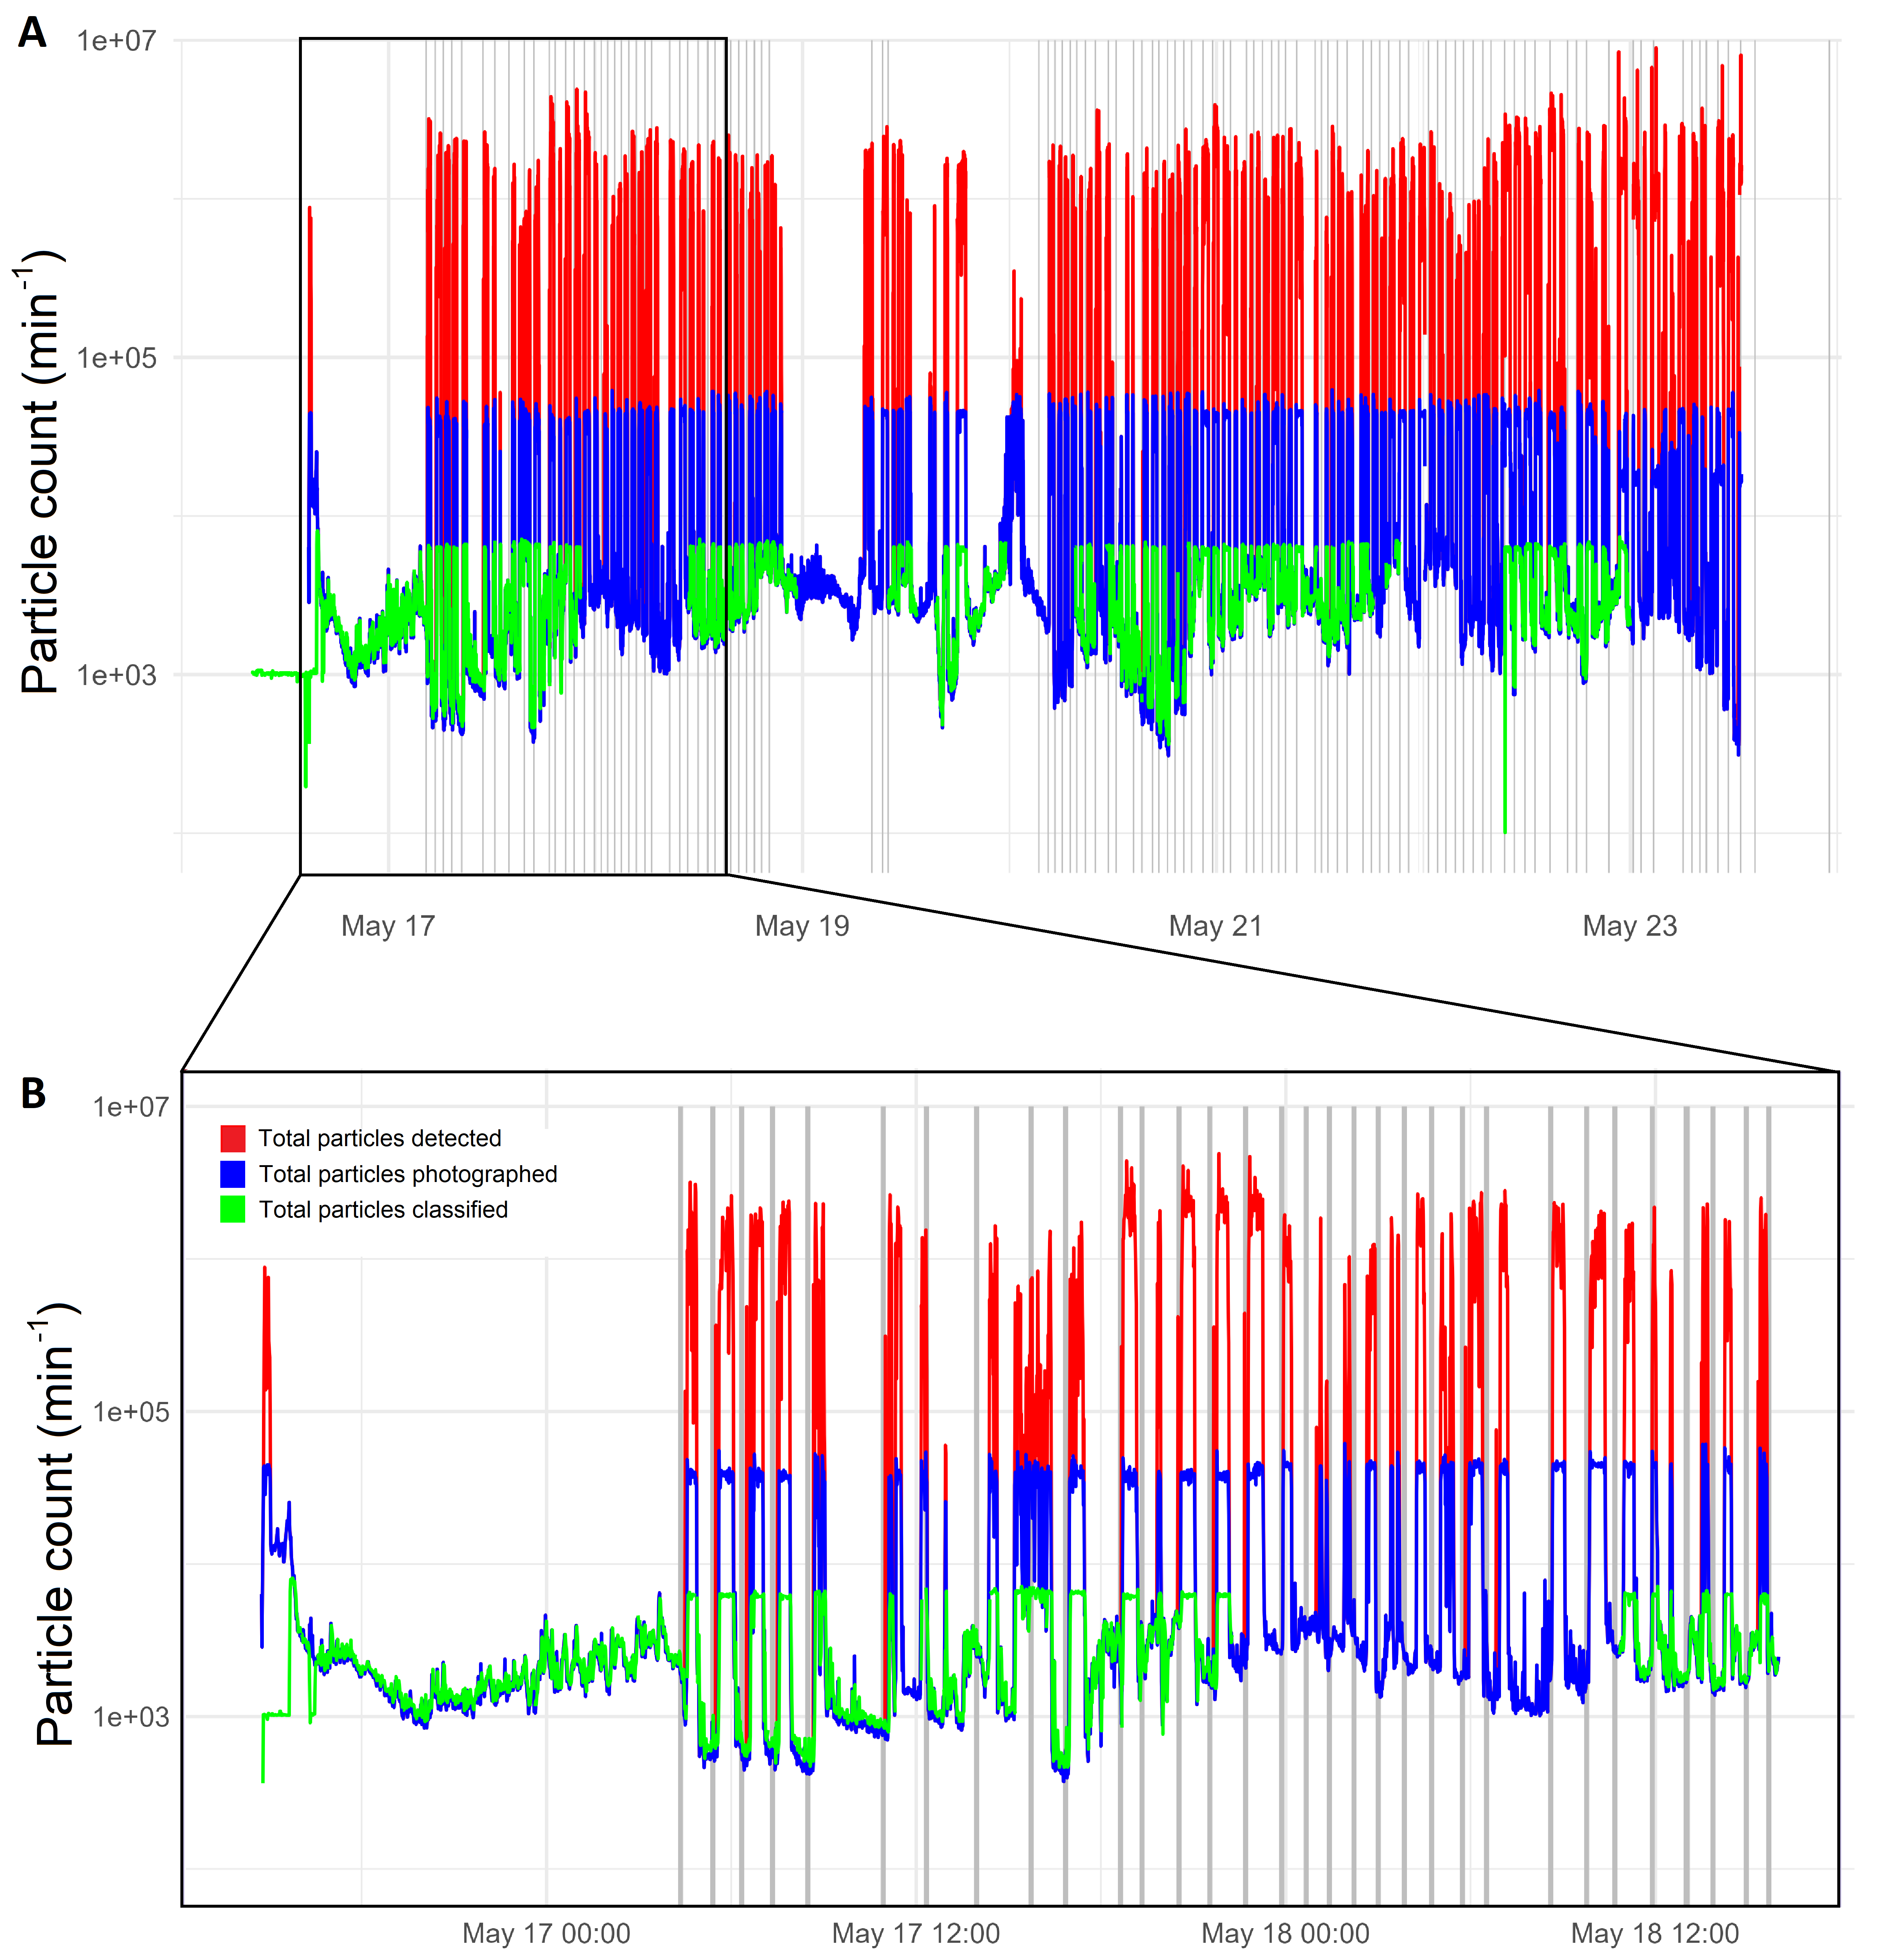 A
1e+07
1e+05
1e+03
Particle count (min-1)
May 17 May 19 May 21 May 23
B
1e+07
1e+05
1e+03
Particle count (min-1)
Total particles detected
Total particles photographed
Total particles classified
May 17 00:00 May 17 12:00 May 18 00:00 May 18 12:00